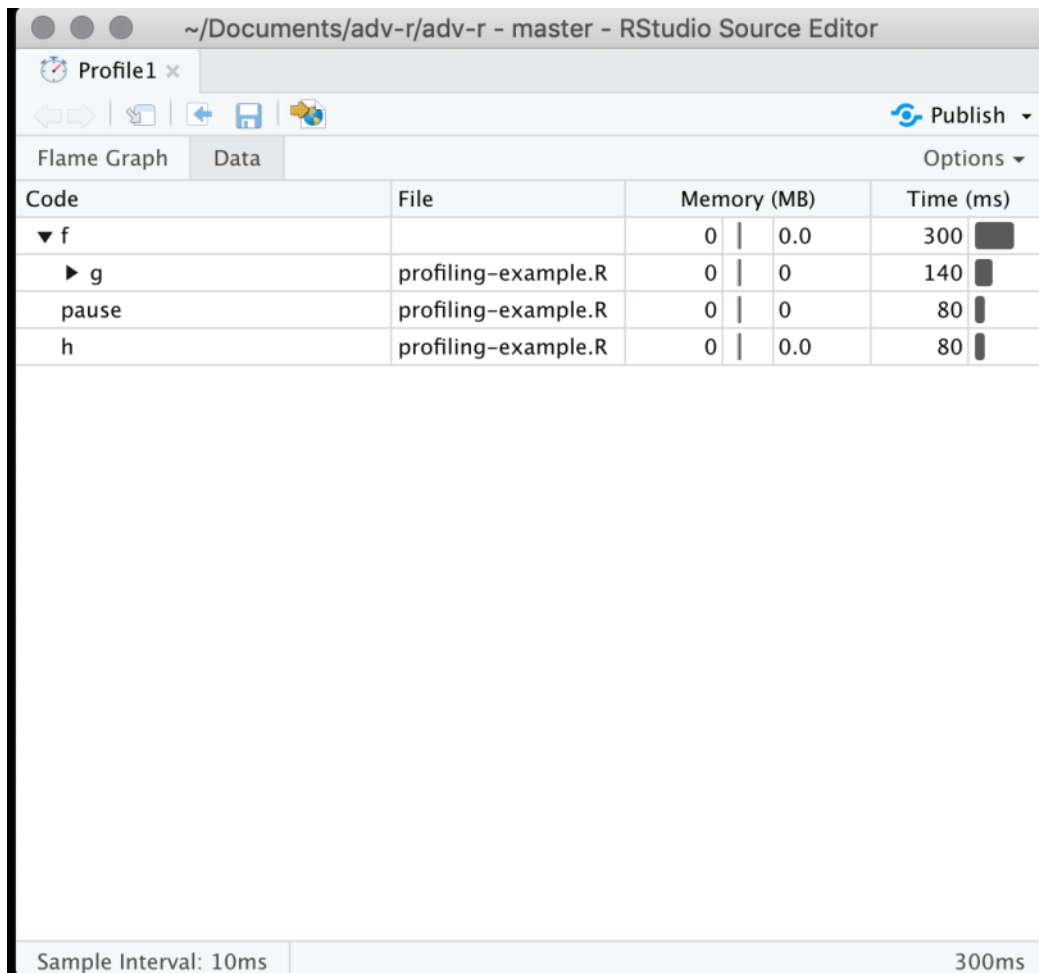 ~/Documents/adv-r/adv-r - master - RStudio Source Editor
Profile1
Publish
Flame Graph Data Options
Code File Memory (MB) Time (ms)
f 0 0.0 300
g profiling-example.R 0 0 140
pause profiling-example.R 0 0 80
h profiling-example.R 0 0.0 80
Sample Interval: 10ms 300ms